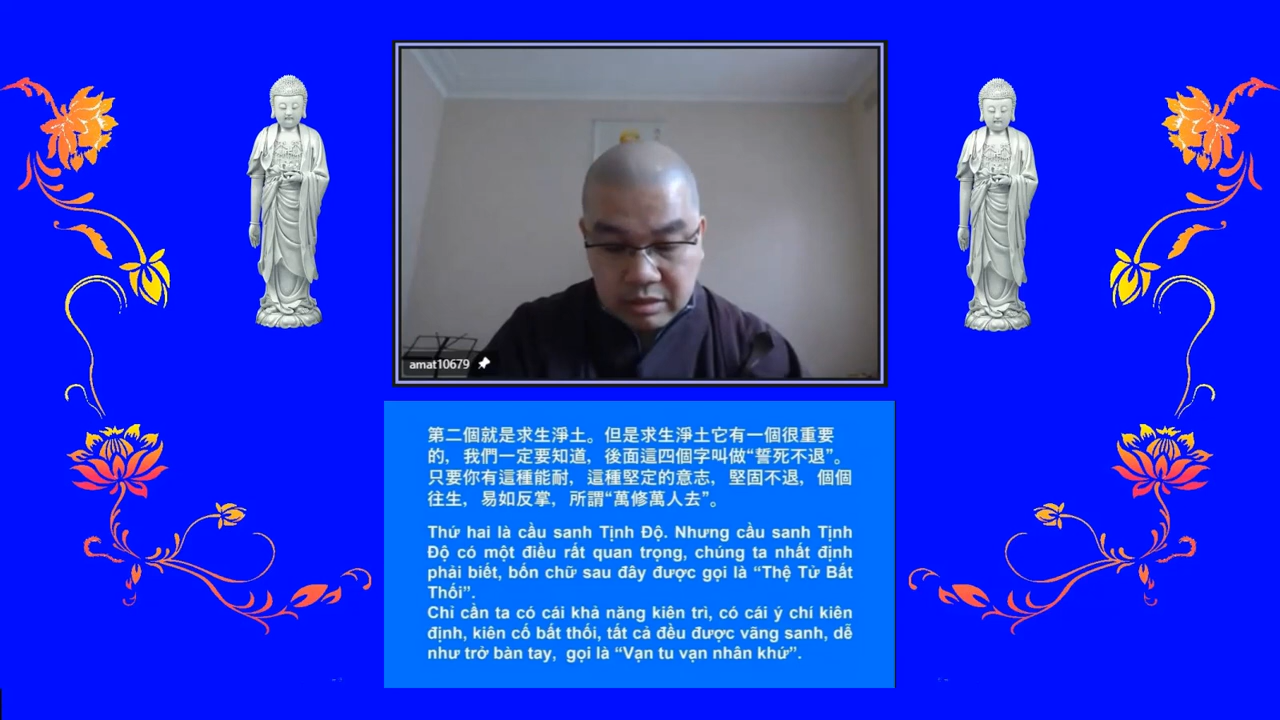 amat10679
第二個就是求生淨土。但是求生淨土它有一個很重要
的，我們一定要知道，後面這四個字叫做“誓死不退”。
只要你有這種能耐，這種堅定的意志，堅固不退，個個
往生，易如反掌，所謂“萬修萬人去”。
Thứ hai là cầu sanh Tịnh Độ. Nhưng cầu sanh Tịnh
Độ có một điều rất quan trọng, chúng ta nhất định
phải biết, bốn chữ sau đây được gọi là “Thệ Tử Bất
Thối”.
Chỉ cần ta có cái khả năng kiên trì, có cái ý chí kiên
định, kiên cố bất thối, tất cả đều được vãng sanh, dễ
như trở bàn tay, gọi là “Vạn tu vạn nhân khứ”.